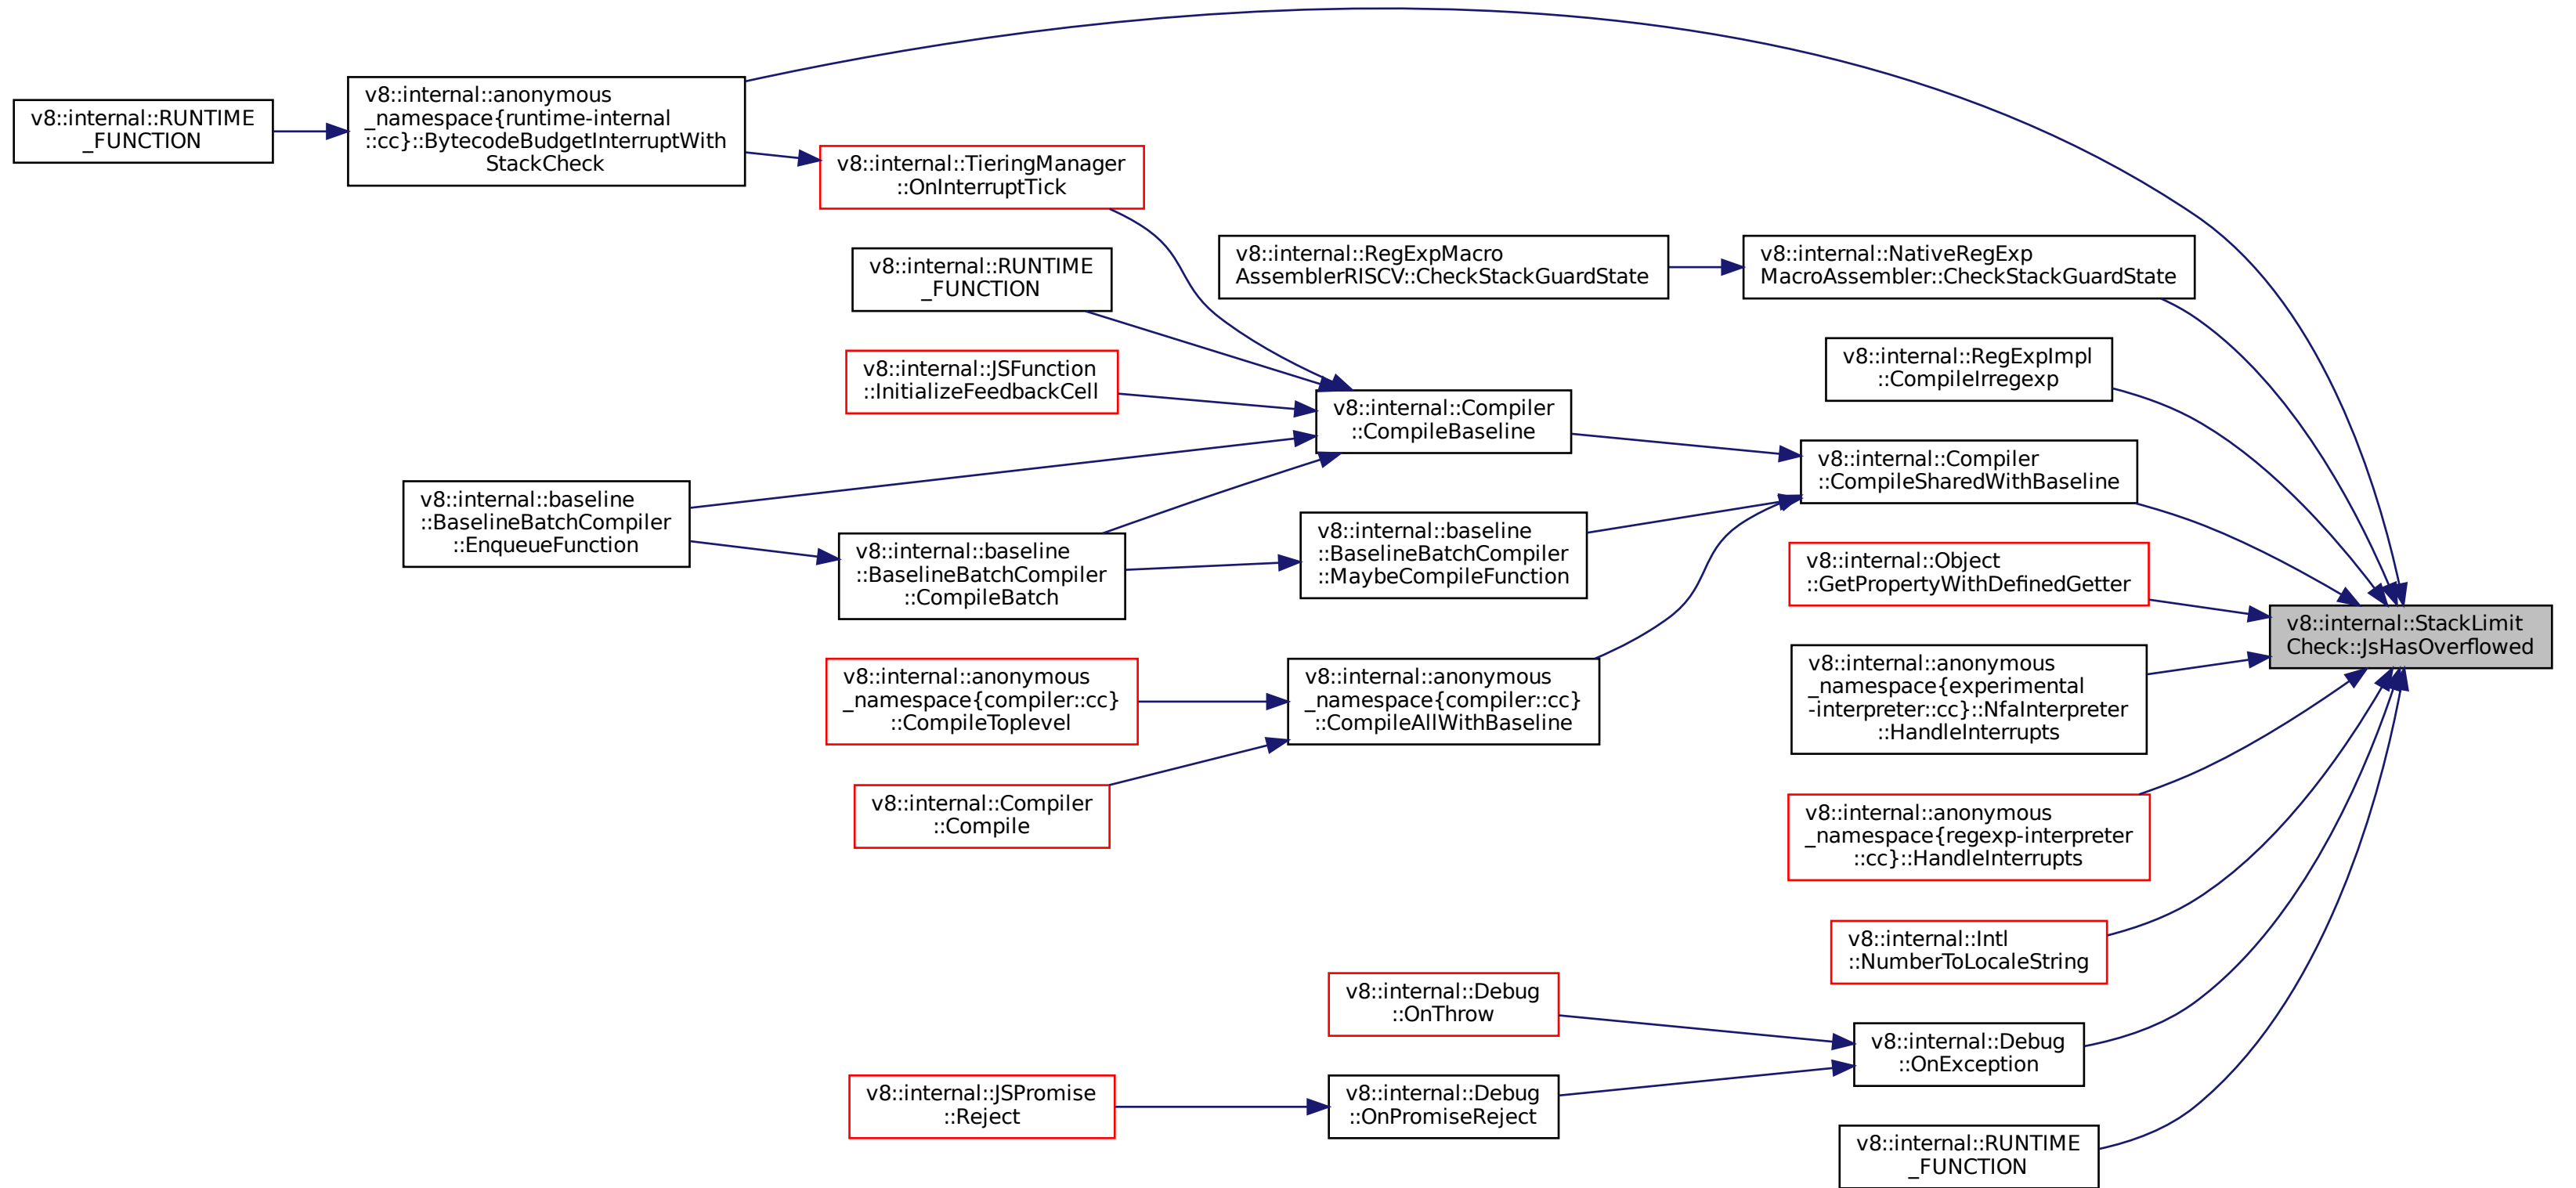 v8::internal::RUNTIME
_FUNCTION
v8::internal::anonymous
_namespace{runtime-internal
::cc}::BytecodeBudgetInterruptWith
StackCheck
v8::internal::TieringManager
::OnInterruptTick
v8::internal::RUNTIME
_FUNCTION
v8::internal::JSFunction
::InitializeFeedbackCell
v8::internal::baseline
::BaselineBatchCompiler
::EnqueueFunction
v8::internal::baseline
::BaselineBatchCompiler
::CompileBatch
v8::internal::anonymous
_namespace{compiler::cc}
::CompileToplevel
v8::internal::Compiler
::Compile
v8::internal::JSPromise
::Reject
v8::internal::RegExpMacro
AssemblerRISCV::CheckStackGuardState
v8::internal::Compiler
::CompileBaseline
v8::internal::baseline
::BaselineBatchCompiler
::MaybeCompileFunction
v8::internal::anonymous
_namespace{compiler::cc}
::CompileAllWithBaseline
v8::internal::Debug
::OnThrow
v8::internal::Debug
::OnPromiseReject
v8::internal::NativeRegExp
MacroAssembler::CheckStackGuardState
v8::internal::RegExpImpl
::CompileIrregexp
v8::internal::Compiler
::CompileSharedWithBaseline
v8::internal::Object
::GetPropertyWithDefinedGetter
v8::internal::anonymous
_namespace{experimental
-interpreter::cc}::NfaInterpreter
::HandleInterrupts
v8::internal::anonymous
_namespace{regexp-interpreter
::cc}::HandleInterrupts
v8::internal::Intl
::NumberToLocaleString
v8::internal::Debug
::OnException
v8::internal::RUNTIME
_FUNCTION
v8::internal::StackLimit
Check::JsHasOverflowed